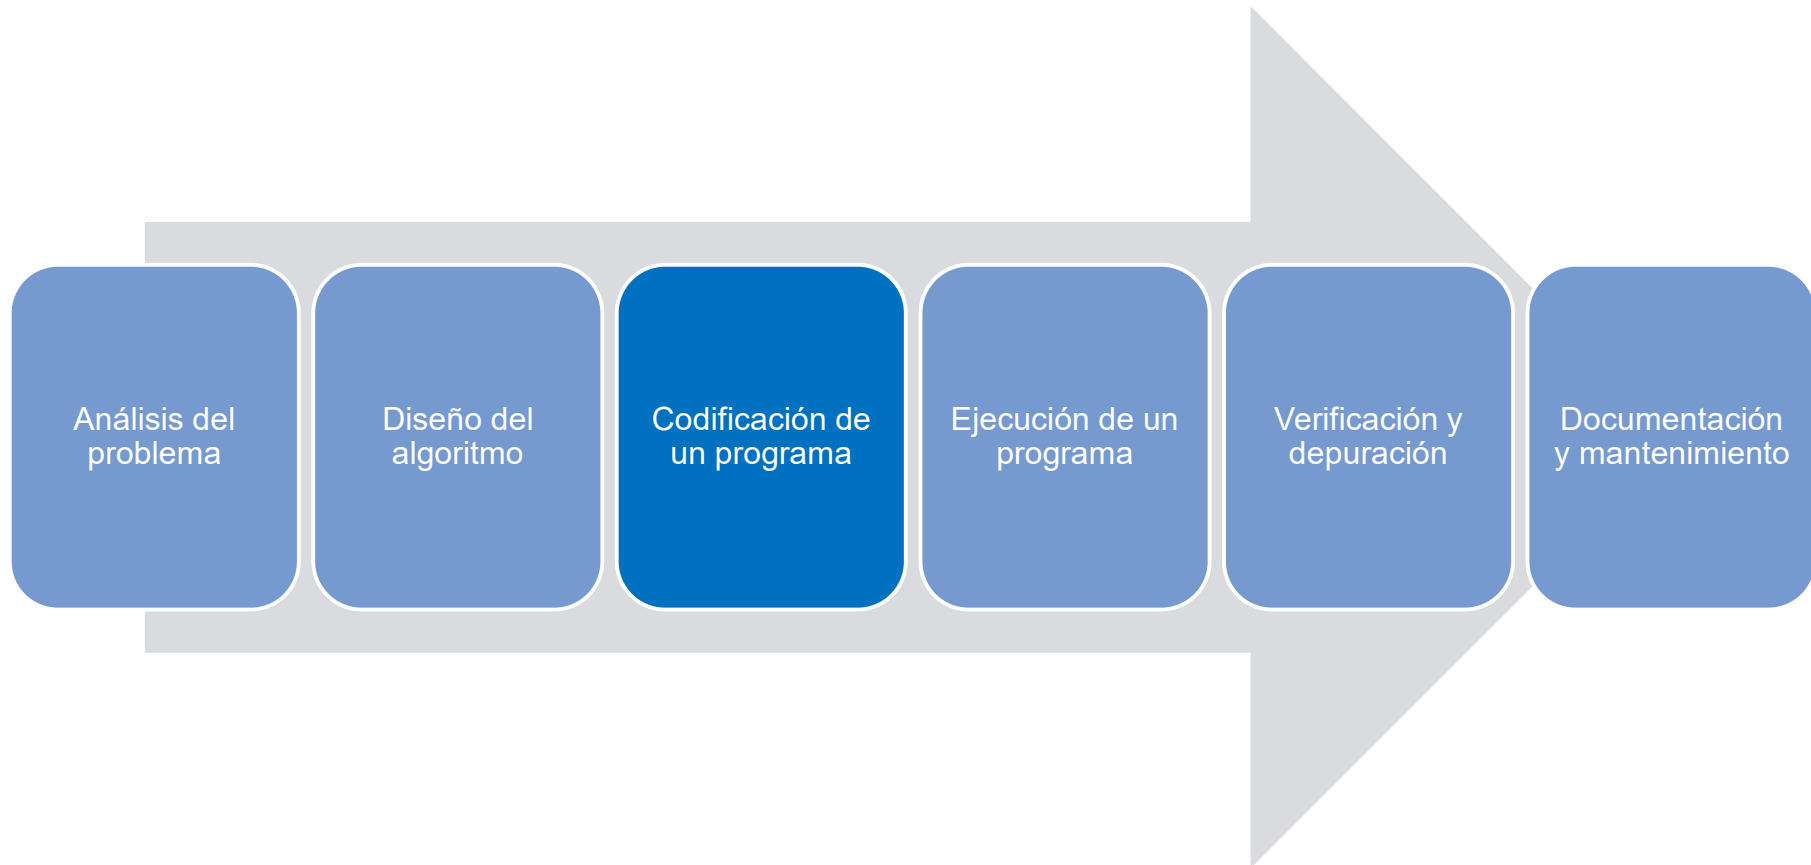 Análisis del
problema
Diseño del
algoritmo
Codificación de
un programa
Ejecución de un
programa
Verificación y
depuración
Documentación
y mantenimiento